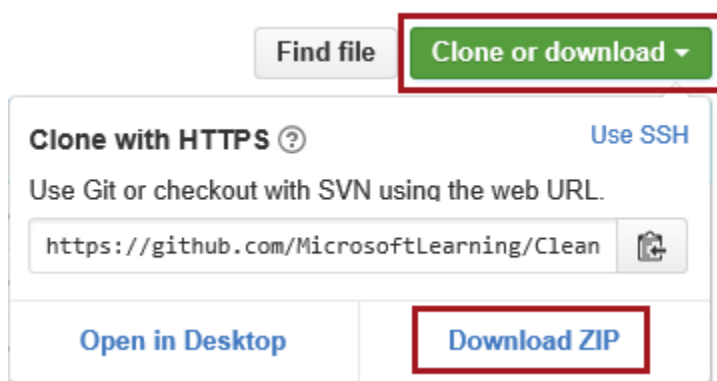 Find file
Clone or download
Clone with HTTPS
Use SSH
Use Git or checkout with SVN using the web URL.
https://github.com/MicrosoftLearning/Clean
Open in Desktop
Download ZIP